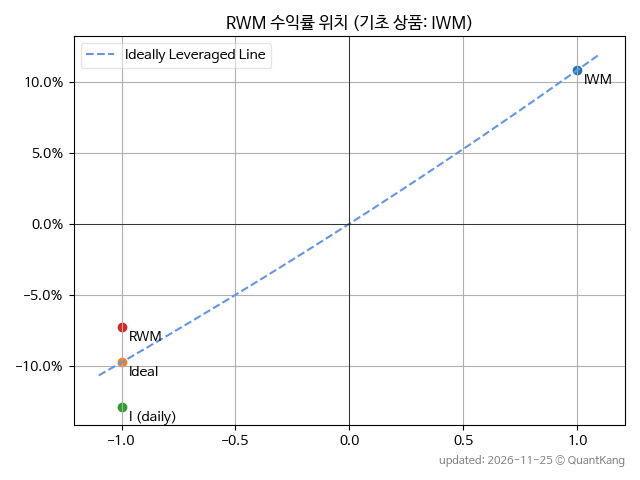 RWM 수익률 위치 (기초 상품: IWM)
Ideally Leveraged Line
10.0%
5.0%
0.0%
−5.0%
−10.0%
IWM
RWM
Ideal
I (daily)
−1.0
−0.5
0.0
0.5
1.0
updated: 2026-11-25 © QuantKang